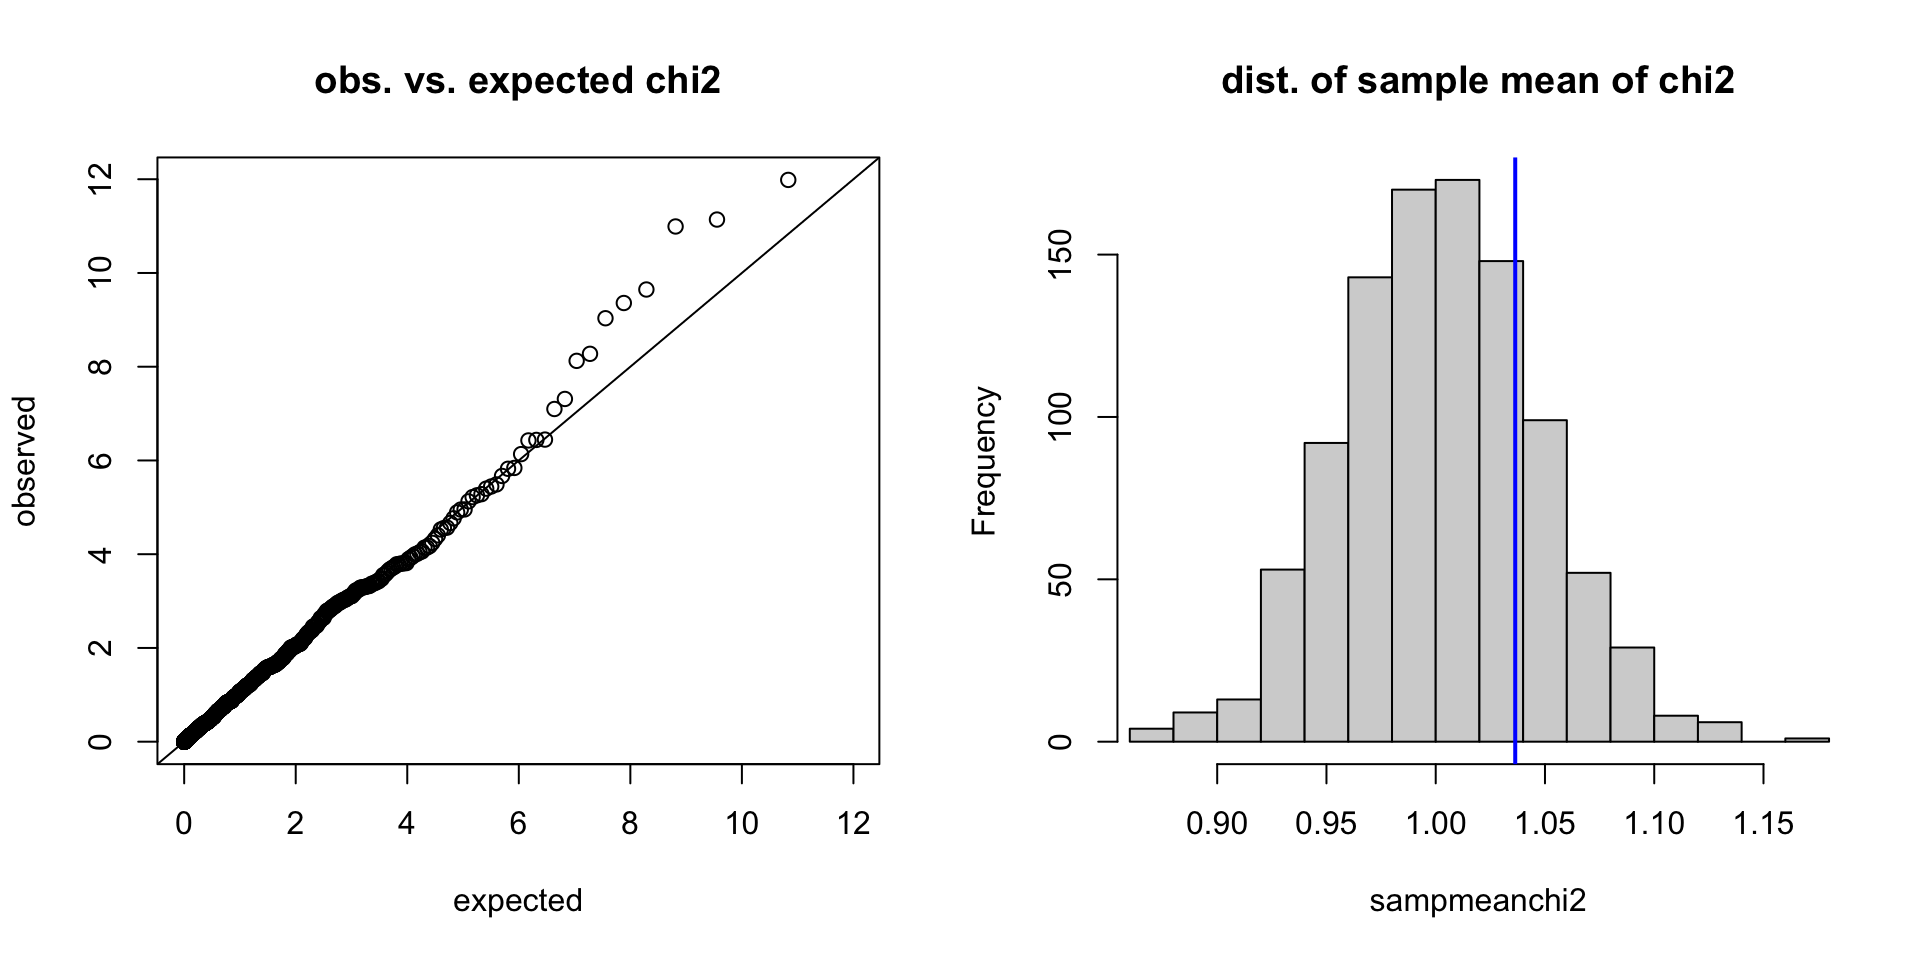 obs. vs. expected chi2
observed
0
2
4
6
8
10
12
0 2 4 6 8 10 12
expected
dist. of sample mean of chi2
Frequency
0
50
100
150
0.90 0.95 1.00 1.05 1.10 1.15
sampmeanchi2